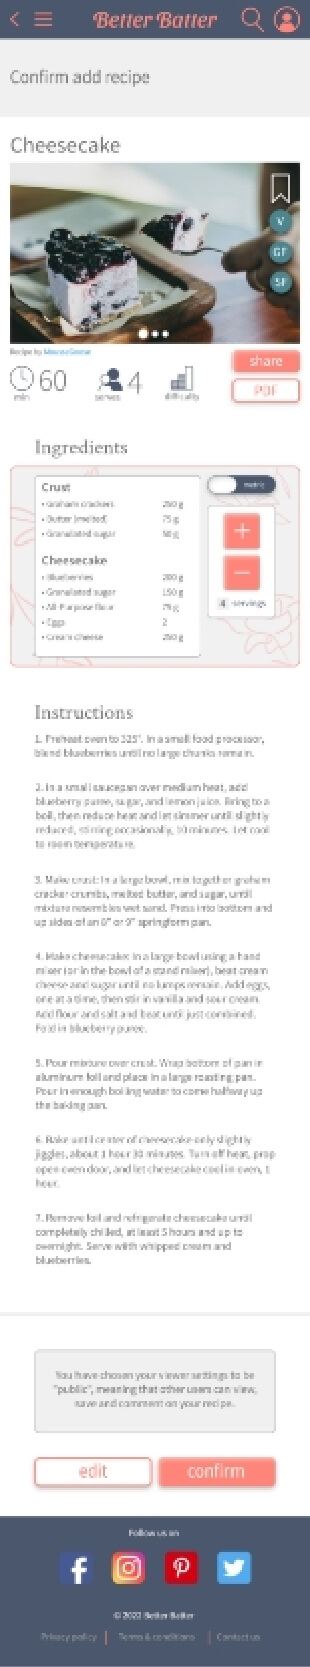 Better Batter
Confirm add recipe
Cheesecake
V
GF
SF
Recipe by MousseGoose
60
4
min
serves
difficulty
share
PDF
Ingredients
metric
Crust
• Graham crackers 250 g
• Butter (melted) 75 g
• Granulated sugar 50 g
Cheesecake
• Blueberries 200 g
• Granulated sugar 150 g
• All-Purpose flour 75 g
• Eggs 2
• Cream cheese 250 g
+
−
4 servings
Instructions
1. Preheat oven to 325°. In a small food processor,
blend blueberries until no large chunks remain.
2. In a small saucepan over medium heat, add
blueberry puree, sugar, and lemon juice. Bring to a
boil, then reduce heat and let simmer until slightly
reduced, stirring occasionally, 10 minutes. Let cool
to room temperature.
3. Make crust: In a large bowl, mix together graham
cracker crumbs, melted butter, and sugar, until
mixture resembles wet sand. Press into bottom and
up sides of an 8" or 9" springform pan.
4. Make cheesecake: In a large bowl using a hand
mixer (or in the bowl of a stand mixer), beat cream
cheese and sugar until no lumps remain. Add eggs,
one at a time, then stir in vanilla and sour cream.
Add flour and salt and beat until just combined.
Fold in blueberry puree.
5. Pour mixture over crust. Wrap bottom of pan in
aluminum foil and place in a large roasting pan.
Pour in enough boiling water to come halfway up
the baking pan.
6. Bake until center of cheesecake only slightly
jiggles, about 1 hour 30 minutes. Turn off heat, prop
open oven door, and let cheesecake cool in oven, 1
hour.
7. Remove foil and refrigerate cheesecake until
completely chilled, at least 5 hours and up to
overnight. Serve with whipped cream and
blueberries.
You have chosen your viewer settings to be
"public", meaning that other users can view,
save and comment on your recipe.
edit
confirm
Follow us on
© 2022 Better Batter
Privacy policy | Terms & conditions | Contact us